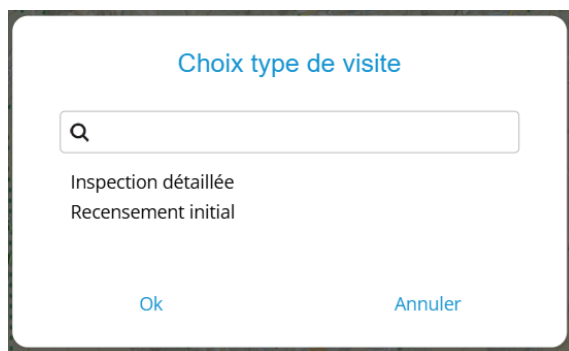 Choix type de visite
Inspection détaillée
Recensement initial
Ok Annuler